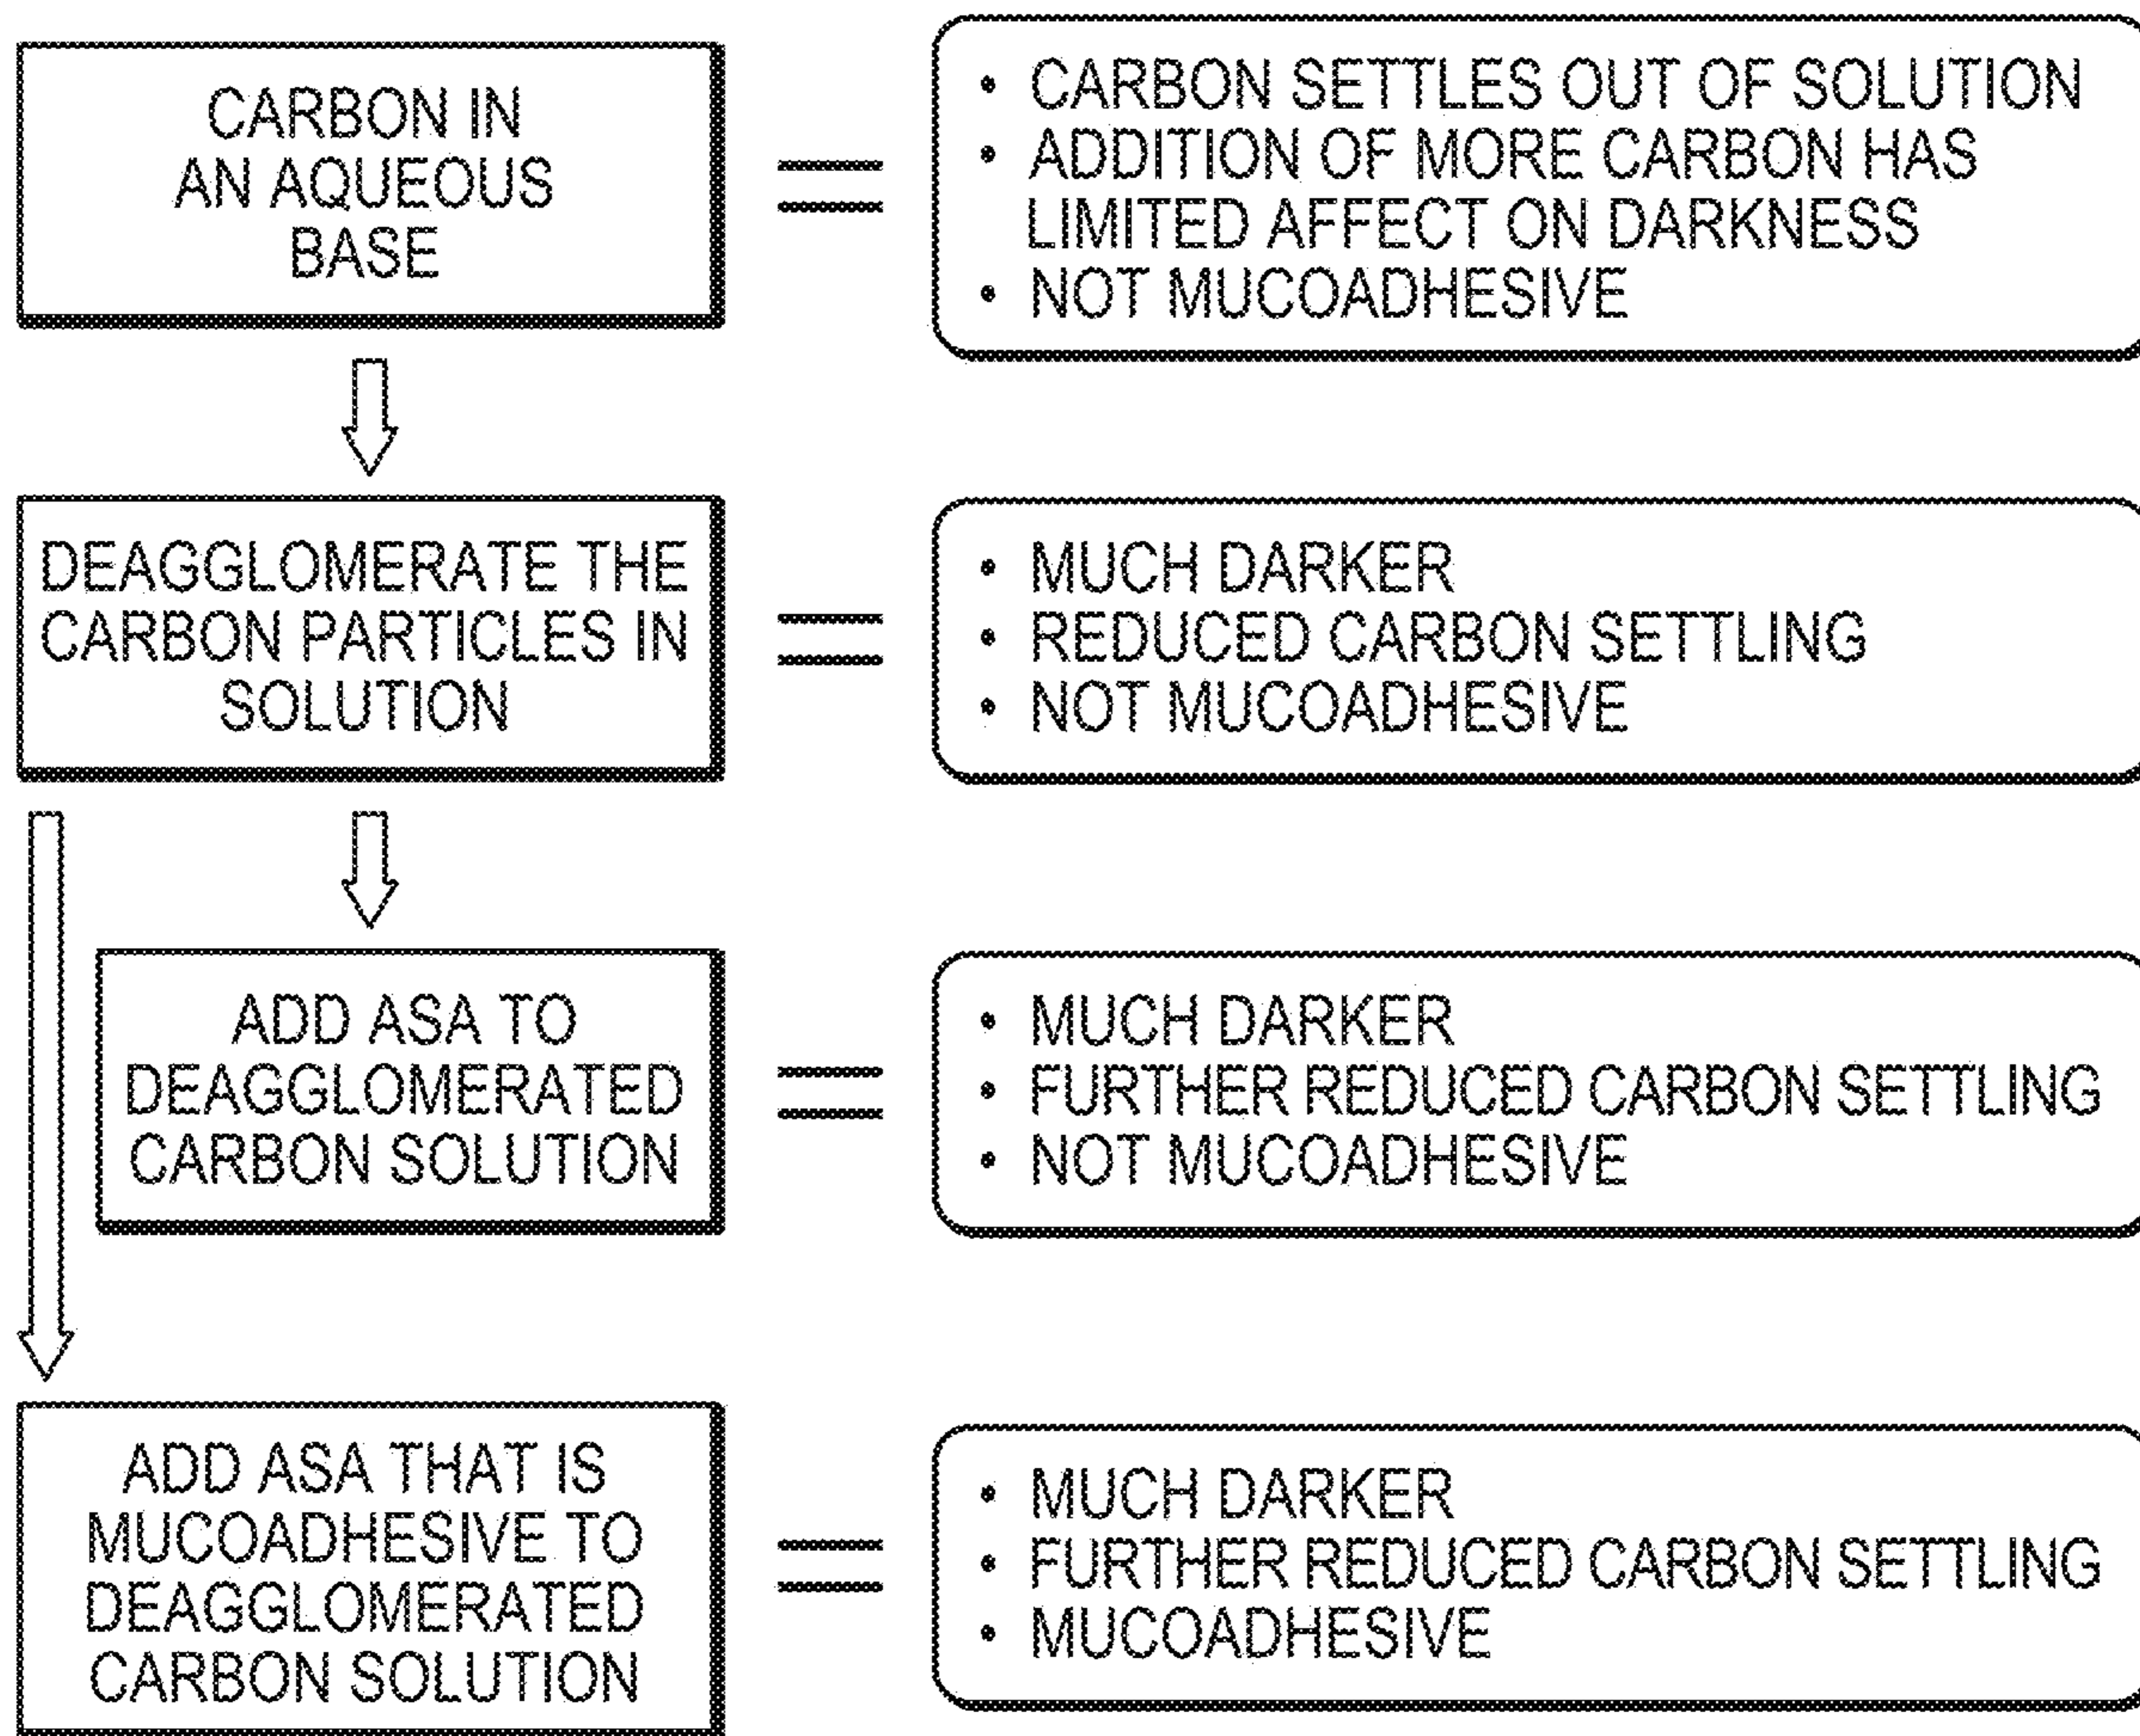 CARBON IN
AN AQUEOUS
BASE
• CARBON SETTLES OUT OF SOLUTION
• ADDITION OF MORE CARBON HAS
LIMITED AFFECT ON DARKNESS
• NOT MUCOADHESIVE
DEAGGLOMERATE THE
CARBON PARTICLES IN
SOLUTION
• MUCH DARKER
• REDUCED CARBON SETTLING
• NOT MUCOADHESIVE
ADD ASA TO
DEAGGLOMERATED
CARBON SOLUTION
• MUCH DARKER
• FURTHER REDUCED CARBON SETTLING
• NOT MUCOADHESIVE
ADD ASA THAT IS
MUCOADHESIVE TO
DEAGGLOMERATED
CARBON SOLUTION
• MUCH DARKER
• FURTHER REDUCED CARBON SETTLING
• MUCOADHESIVE